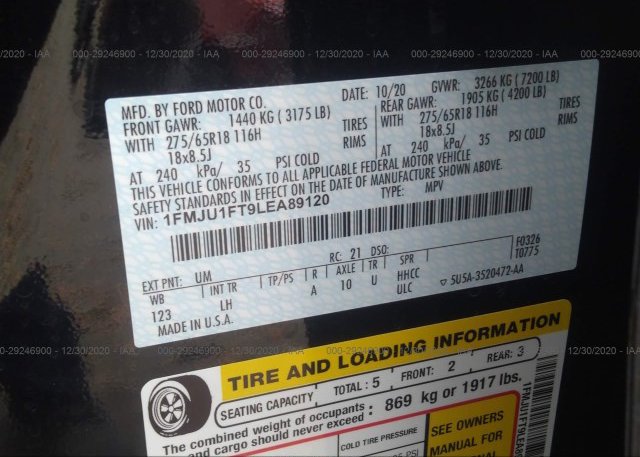 000-29246900 - 12/30/2020 - IAA
MFD. BY FORD MOTOR CO. DATE: 10/20 GVWR: 3266 KG (7200 LB)
FRONT GAWR: 1440 KG (3175 LB) REAR GAWR: 1905 KG (4200 LB)
WITH 275/65R18 116H TIRES WITH 275/65R18 116H TIRES
18x8.5J RIMS 18x8.5J RIMS
AT 240 kPa/ 35 PSI COLD AT 240 kPa/ 35 PSI COLD
THIS VEHICLE CONFORMS TO ALL APPLICABLE FEDERAL MOTOR VEHICLE
SAFETY STANDARDS IN EFFECT ON THE DATE OF MANUFACTURE SHOWN ABOVE.
VIN: 1FMJU1FT9LEA89120 TYPE: MPV
EXT PNT: UM RC: 21 DSO: F0326
WB INT TR TP/PS R AXLE TR SPR T0775
123 LH A 10 U HHCC
ULC ▽ 5U5A-3520472-AA
MADE IN U.S.A.
000-29246900 - 12/30/2020 - IAA
TIRE AND LOADING INFORMATION
SEATING CAPACITY TOTAL: 5 FRONT: 2 REAR: 3
The combined weight of occupants
and cargo should never exceed: 869 kg or 1917 lbs.
COLD TIRE PRESSURE
SEE OWNERS
MANUAL FOR
1FMJU1FT9LEA8